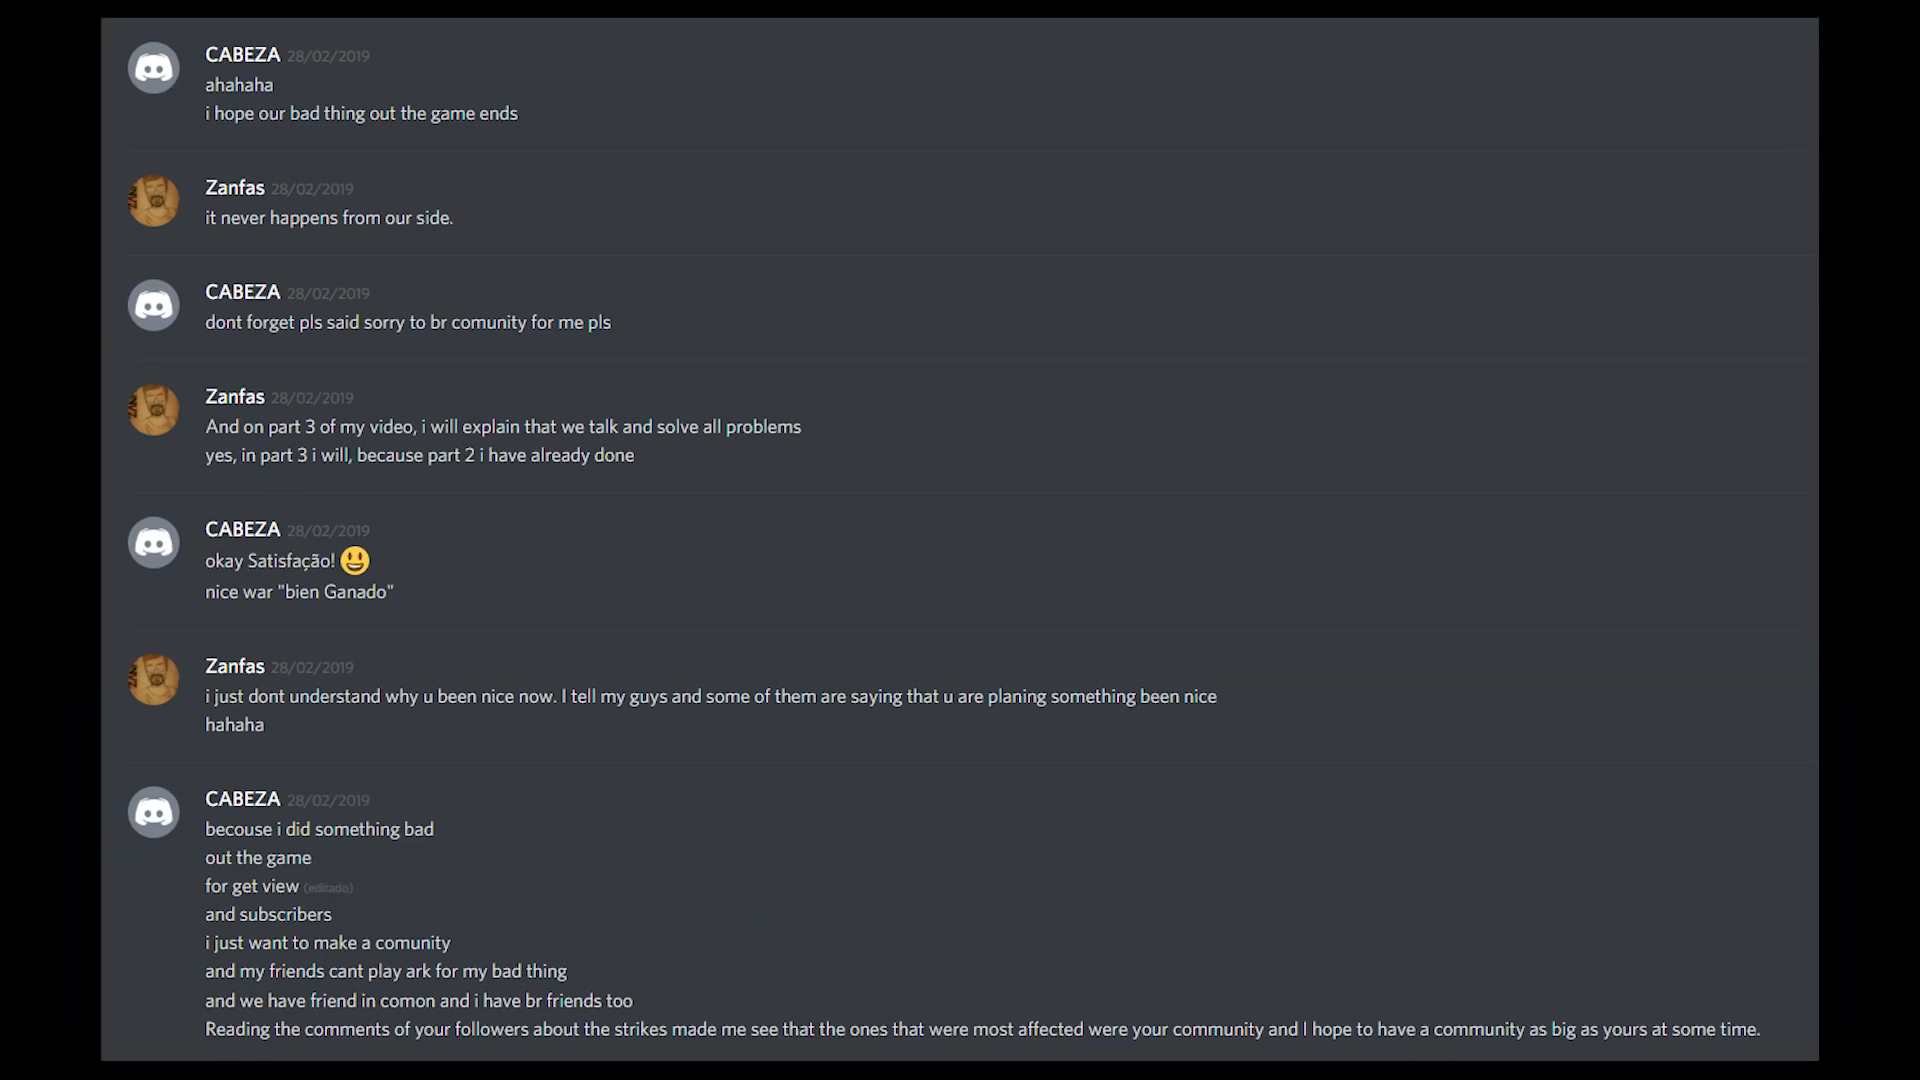 CABEZA 28/02/2019
ahahaha
i hope our bad thing out the game ends
Zanfas 28/02/2019
it never happens from our side.
CABEZA 28/02/2019
dont forget pls said sorry to br comunity for me pls
Zanfas 28/02/2019
And on part 3 of my video, i will explain that we talk and solve all problems
yes, in part 3 i will, because part 2 i have already done
CABEZA 28/02/2019
okay Satisfação! 😃
nice war "bien Ganado"
Zanfas 28/02/2019
i just dont understand why u been nice now. I tell my guys and some of them are saying that u are planing something been nice
hahaha
CABEZA 28/02/2019
becouse i did something bad
out the game
for get view (editado)
and subscribers
i just want to make a comunity
and my friends cant play ark for my bad thing
and we have friend in comon and i have br friends too
Reading the comments of your followers about the strikes made me see that the ones that were most affected were your community and I hope to have a community as big as yours at some time.